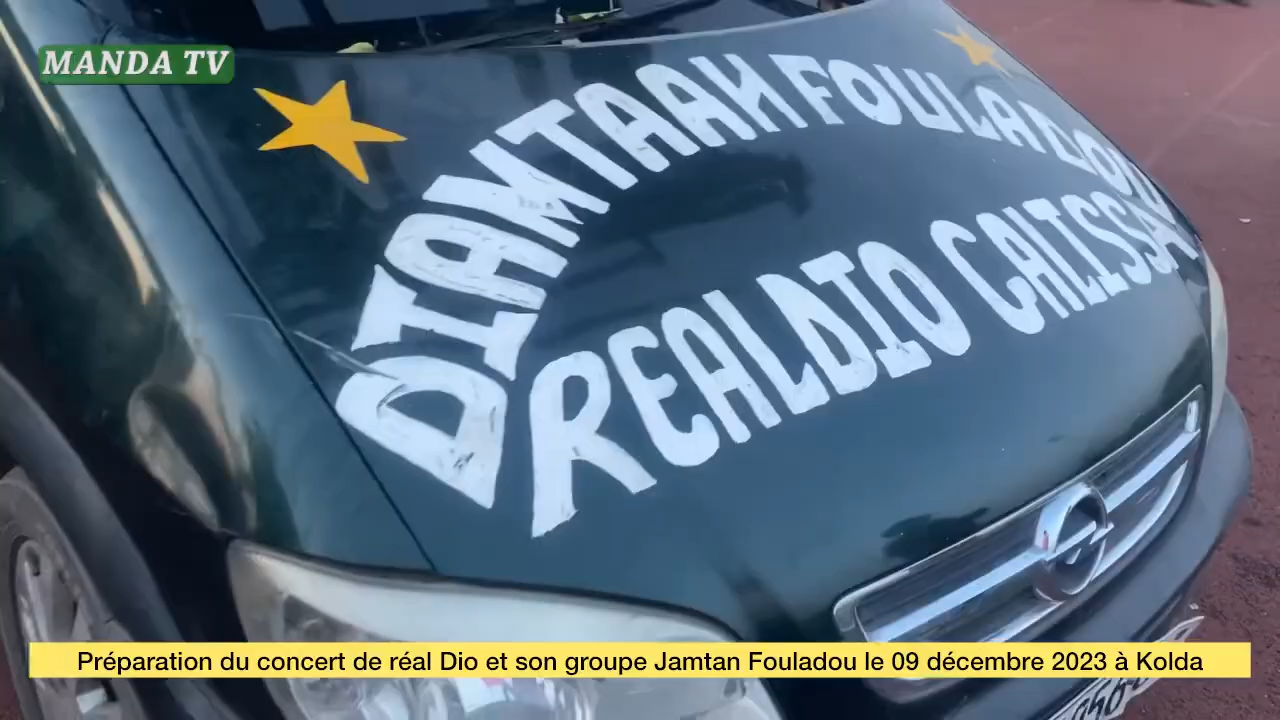 MANDA TV
DIAMTAAN FOULADOU
REALDIO CALISSA
Préparation du concert de réal Dio et son groupe Jamtan Fouladou le 09 décembre 2023 à Kolda